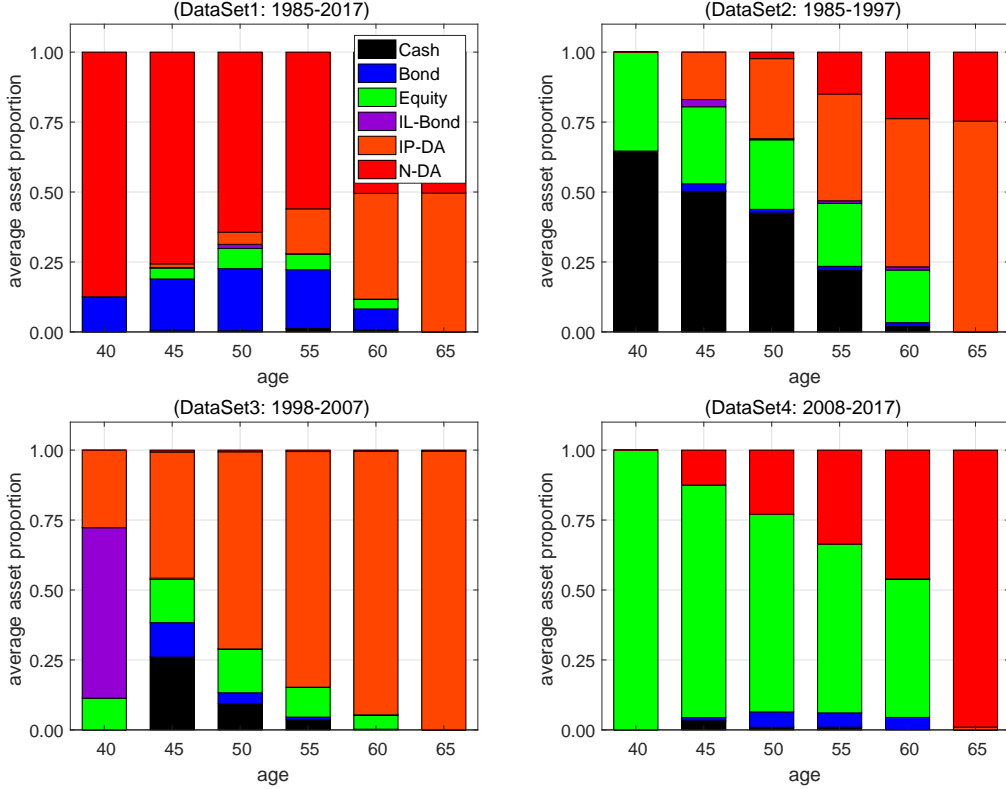 (DataSet1: 1985-2017)
average asset proportion
1.00
0.75
0.50
0.25
0.00
40 45 50 55 60 65
age
Cash
Bond
Equity
IL-Bond
IP-DA
N-DA
(DataSet2: 1985-1997)
average asset proportion
1.00
0.75
0.50
0.25
0.00
40 45 50 55 60 65
age
(DataSet3: 1998-2007)
average asset proportion
1.00
0.75
0.50
0.25
0.00
40 45 50 55 60 65
age
(DataSet4: 2008-2017)
average asset proportion
1.00
0.75
0.50
0.25
0.00
40 45 50 55 60 65
age